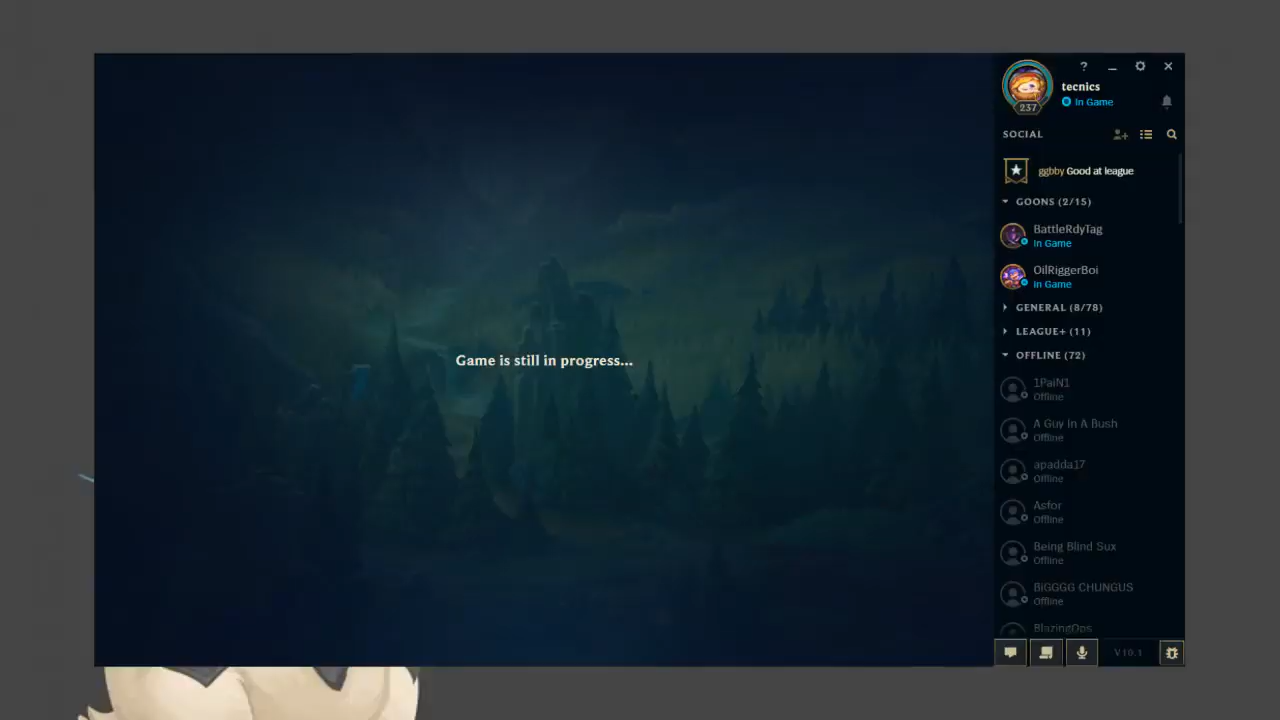 ?
tecnics
237
In Game
SOCIAL
ggbby Good at league
GOONS (2/15)
BattleRdyTag
In Game
OilRiggerBoi
In Game
GENERAL (8/78)
LEAGUE+ (11)
OFFLINE (72)
Game is still in progress...
1PaiN1
Offline
A Guy In A Bush
Offline
apadda17
Offline
Asfor
Offline
Being Blind Sux
Offline
BiGGGG CHUNGUS
Offline
BlazingOps
V10.1